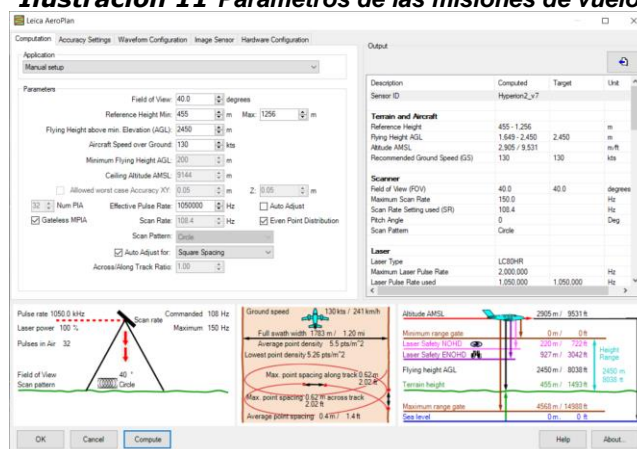 Ilustración 11 Parámetros de las misiones de vuelo
Leica AeroPlan
Computation Accuracy Settings Waveform Configuration Image Sensor Hardware Configuration
Application
Manual setup
Parameters
Field of View: 40.0 degrees
Reference Height Min: 455 m Max: 1256 m
Flying Height above min. Elevation (AGL): 2450 m
Aircraft Speed over Ground: 130 kts
Minimum Flying Height AGL: 200 m
Ceiling Altitude AMSL: 9144 m
Allowed worst case Accuracy XY: 0.05 m Z: 0.05 m
32 Num PIA Effective Pulse Rate: 1050000 Hz Auto Adjust
Gateless MPIA Scan Rate: 108.4 Hz Even Point Distribution
Scan Pattern: Circle
Auto Adjust for: Square Spacing
Across/Along Track Ratio: 1.00
Output
Description Computed Target Unit
Sensor ID Hyperion2_v7
Terrain and Aircraft
Reference Height 455 - 1,256 m
Flying Height AGL 1,649 - 2,450 2,450 m
Altitude AMSL 2,905 / 9,531 m/ft
Recommended Ground Speed (GS) 130 130 kts
Scanner
Field of View (FOV) 40.0 40.0 degrees
Maximum Scan Rate 150.0 Hz
Scan Rate Setting used (SR) 108.4 Hz
Pitch Angle 0 Deg
Scan Pattern Circle
Laser
Laser Type LC80HR
Maximum Laser Pulse Rate 2,000,000 Hz
Laser Pulse Rate used 1,050,000 1,050,000 Hz
Pulse rate 1050.0 kHz
Laser power 100 %
Pulses in Air 32
Scan rate
Commanded 108 Hz
Maximum 150 Hz
Field of View 40 °
Scan pattern Circle
Ground speed 130 kts / 241 km/h
Full swath width 1783 m / 1.20 mi
Average point density 5.5 pts/m^2
Lowest point density 5.26 pts/m^2
Max. point spacing along track 0.62 m
2.02 ft
Max. point spacing 0.62 m across track
2.02 ft
Average point spacing 0.4 m / 1.4 ft
Altitude AMSL 2905 m / 9531 ft
Minimum range gate 0 m / 0 ft
Laser Safety NOHD 220 m / 722 ft
Laser Safety ENOHD 927 m / 3042 ft
Height
Range
2450 m
8038 ft
Flying height AGL 2450 m / 8038 ft
Terrain height 455 m / 1493 ft
Maximum range gate 4568 m / 14988 ft
Sea level 0 m 0 ft
OK Cancel Compute Help About...